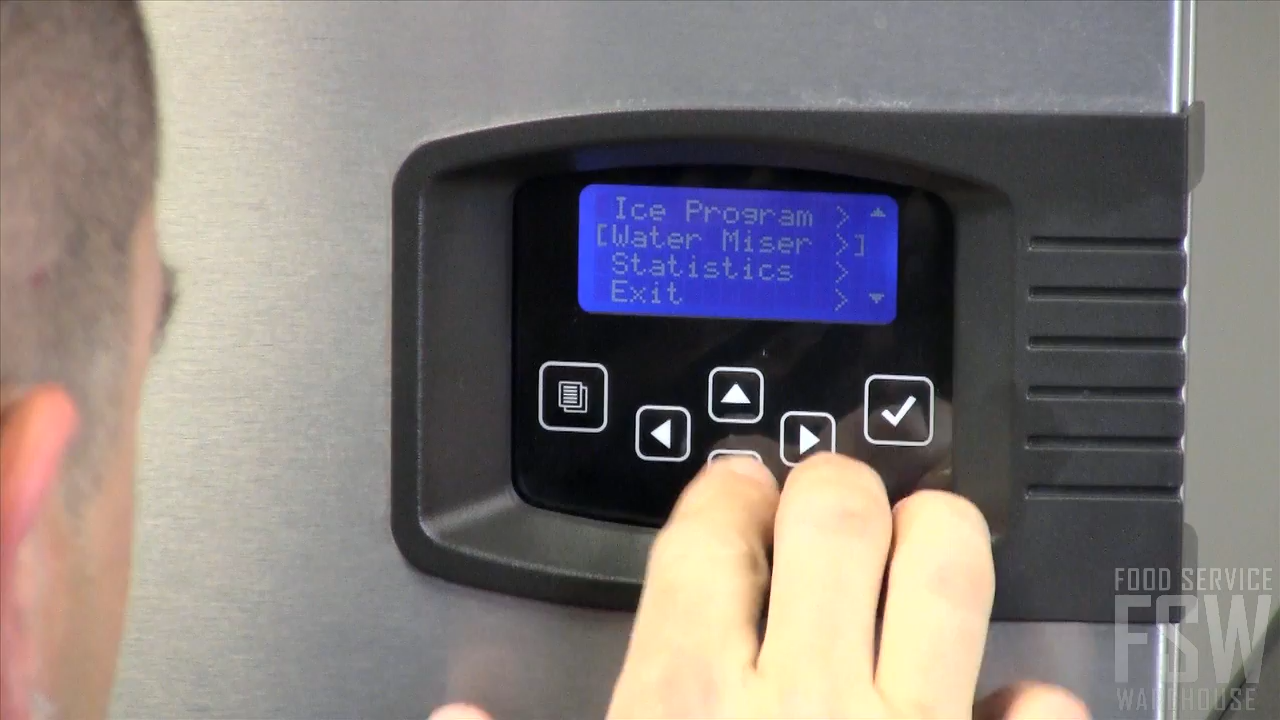 Ice Program >
[Water Miser >]
Statistics >
Exit >
FOOD SERVICE
FSW
WAREHOUSE